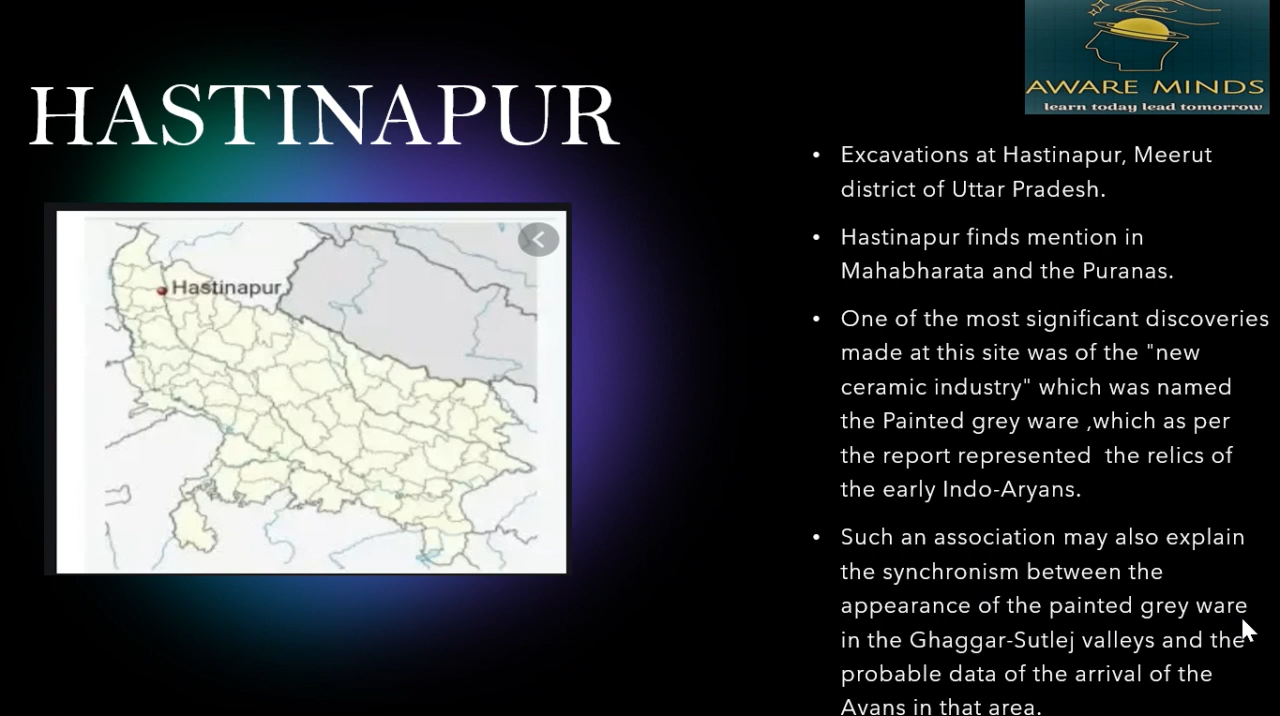 AWARE MINDS
learn today lead tomorrow
HASTINAPUR
Hastinapur
• Excavations at Hastinapur, Meerut
district of Uttar Pradesh.
• Hastinapur finds mention in
Mahabharata and the Puranas.
• One of the most significant discoveries
made at this site was of the "new
ceramic industry" which was named
the Painted grey ware ,which as per
the report represented the relics of
the early Indo-Aryans.
• Such an association may also explain
the synchronism between the
appearance of the painted grey ware
in the Ghaggar-Sutlej valleys and the
probable data of the arrival of the
Avans in that area.